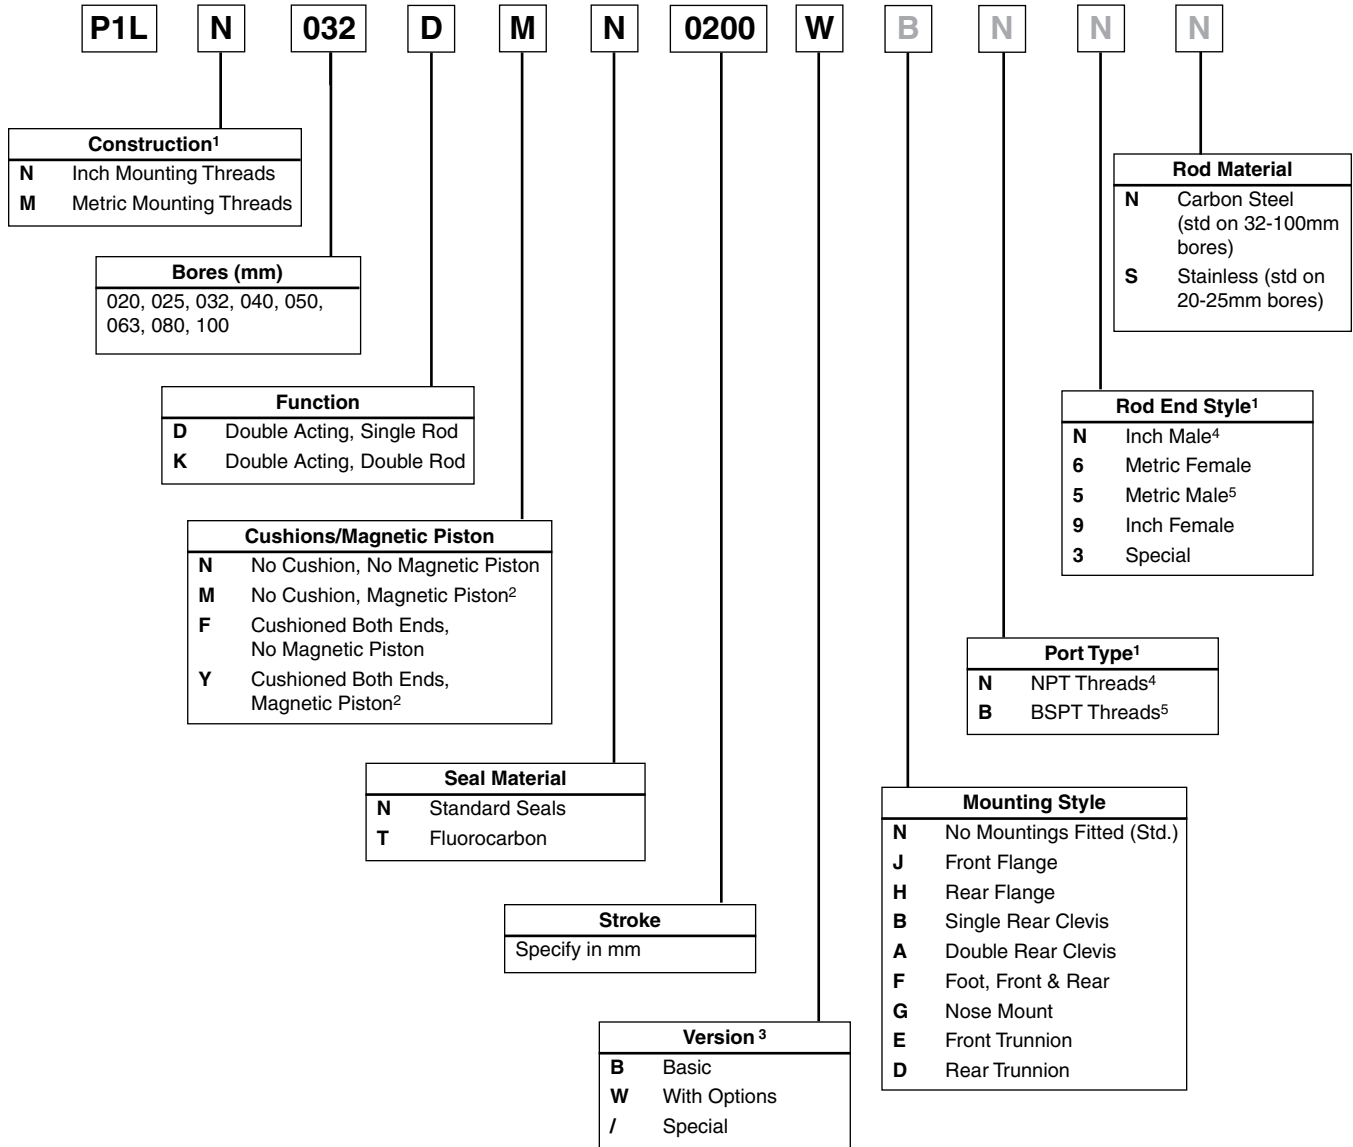 P1L N 032 D M N 0200 W B N N N
Construction¹
N Inch Mounting Threads
M Metric Mounting Threads
Bores (mm)
020, 025, 032, 040, 050,
063, 080, 100
Function
D Double Acting, Single Rod
K Double Acting, Double Rod
Cushions/Magnetic Piston
N No Cushion, No Magnetic Piston
M No Cushion, Magnetic Piston²
F Cushioned Both Ends,
No Magnetic Piston
Y Cushioned Both Ends,
Magnetic Piston²
Seal Material
N Standard Seals
T Fluorocarbon
Stroke
Specify in mm
Version ³
B Basic
W With Options
/ Special
Mounting Style
N No Mountings Fitted (Std.)
J Front Flange
H Rear Flange
B Single Rear Clevis
A Double Rear Clevis
F Foot, Front & Rear
G Nose Mount
E Front Trunnion
D Rear Trunnion
Port Type¹
N NPT Threads⁴
B BSPT Threads⁵
Rod End Style¹
N Inch Male⁴
6 Metric Female
5 Metric Male⁵
9 Inch Female
3 Special
Rod Material
N Carbon Steel
(std on 32-100mm
bores)
S Stainless (std on
20-25mm bores)